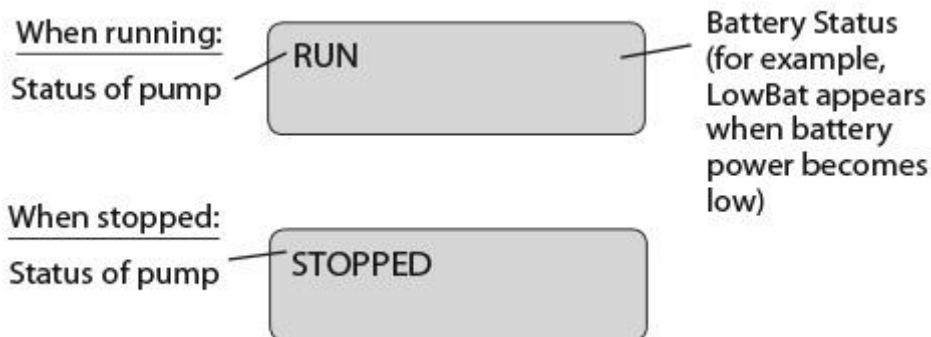 When running:
Status of pump
RUN
Battery Status
(for example,
LowBat appears
when battery
power becomes
low)
When stopped:
Status of pump
STOPPED